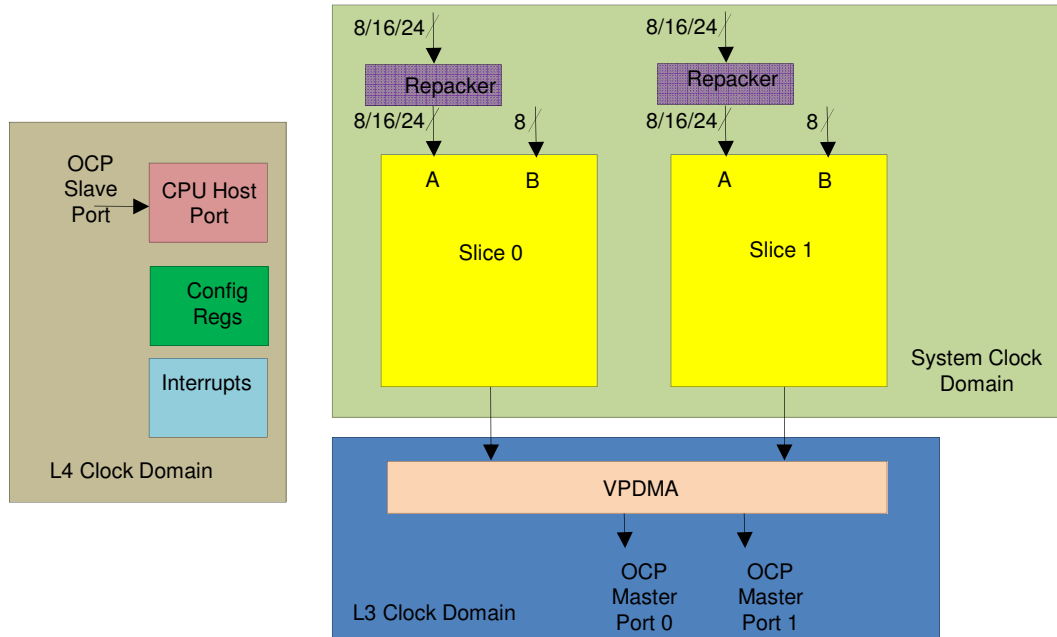 8/16/24
8/16/24
Repacker
Repacker
8/16/24
8
8/16/24
8
A
B
A
B
Slice 0
Slice 1
System Clock
Domain
OCP
Slave
Port
CPU Host
Port
Config
Regs
Interrupts
L4 Clock Domain
VPDMA
OCP
Master
Port 0
OCP
Master
Port 1
L3 Clock Domain